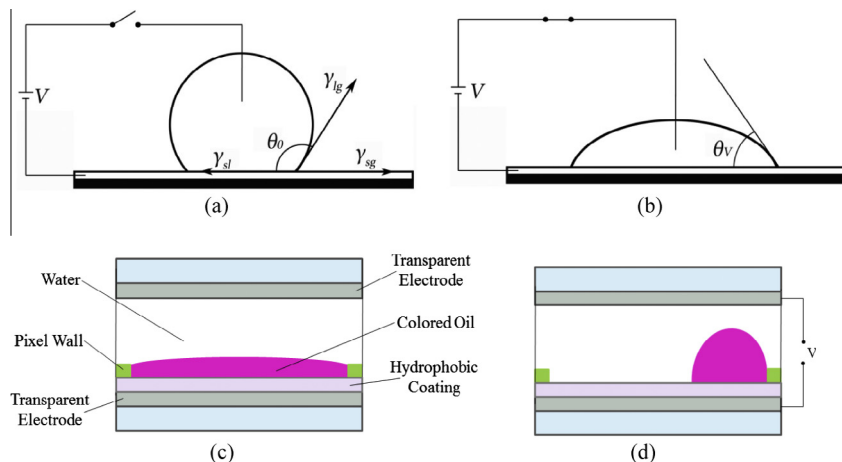 V
γlg
θ0
γsl
γsg
(a)
V
θV
(b)
Water
Transparent
Electrode
Pixel Wall
Colored Oil
Hydrophobic
Coating
Transparent
Electrode
(c)
V
(d)